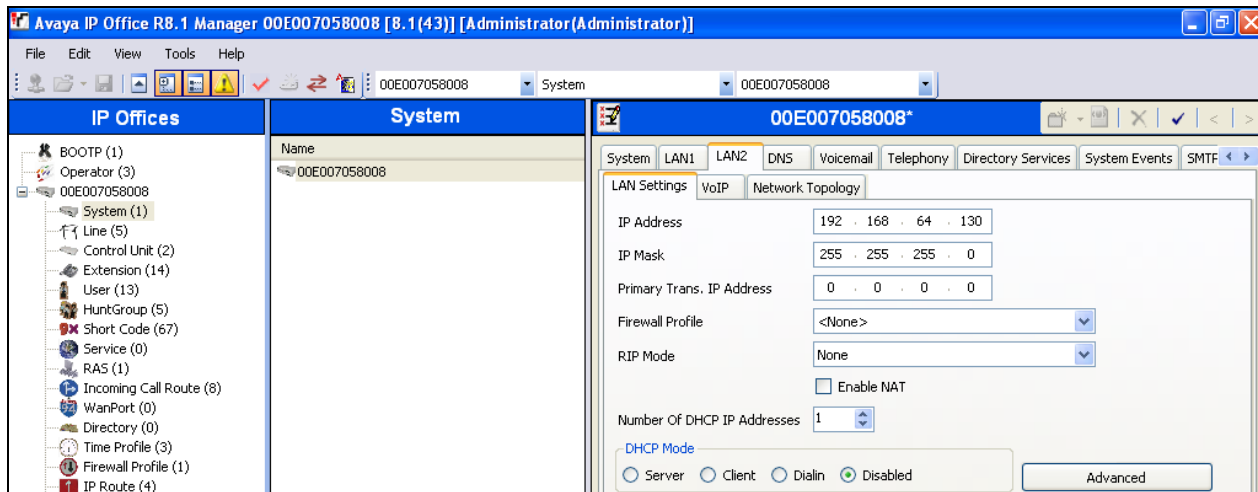 Avaya IP Office R8.1 Manager 00E007058008 [8.1(43)] [Administrator(Administrator)]
File Edit View Tools Help
00E007058008 System 00E007058008
IP Offices
BOOTP (1)
Operator (3)
00E007058008
System (1)
Line (5)
Control Unit (2)
Extension (14)
User (13)
HuntGroup (5)
Short Code (67)
Service (0)
RAS (1)
Incoming Call Route (8)
WanPort (0)
Directory (0)
Time Profile (3)
Firewall Profile (1)
IP Route (4)
System
Name
00E007058008
00E007058008*
System LAN1 LAN2 DNS Voicemail Telephony Directory Services System Events SMTP
LAN Settings VoIP Network Topology
IP Address 192 . 168 . 64 . 130
IP Mask 255 . 255 . 255 . 0
Primary Trans. IP Address 0 . 0 . 0 . 0
Firewall Profile <None>
RIP Mode None
Enable NAT
Number Of DHCP IP Addresses 1
DHCP Mode
Server Client Dialin Disabled Advanced